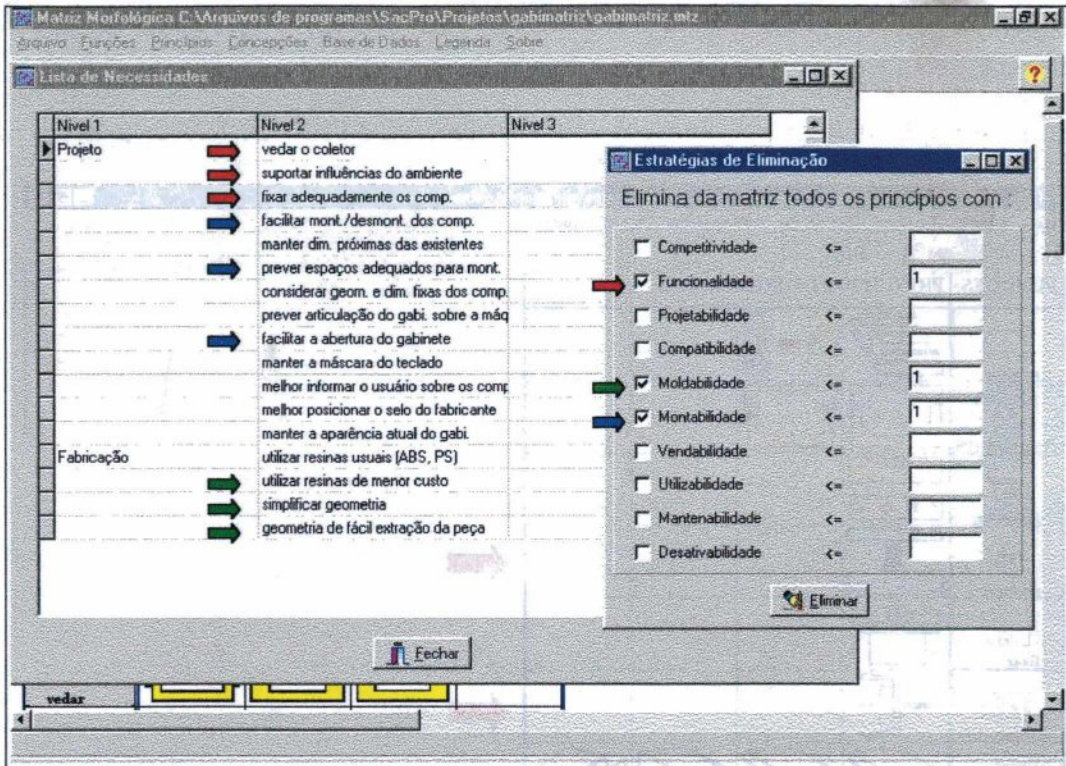 Matriz Morfológica C:\Arquivos de programas\SacPro\Projetos\gabimatriz\gabimatriz.mtz
Arquivo Funções Princípios Concepções Base de Dados Legenda Sobre
Lista de Necessidades
Nivel 1 Nivel 2 Nivel 3
Projeto vedar o coletor
suportar influências do ambiente
fixar adequadamente os comp.
facilitar mont./desmont. dos comp.
manter dim. próximas das existentes
prever espaços adequados para mont.
considerar geom. e dim. fixas dos comp.
prever articulação do gabi. sobre a máq
facilitar a abertura do gabinete
manter a máscara do teclado
melhor informar o usuário sobre os comp
melhor posicionar o selo do fabricante
manter a aparência atual do gabi.
Fabricação utilizar resinas usuais (ABS, PS)
utilizar resinas de menor custo
simplificar geometria
geometria de fácil extração da peça
Fechar
Estratégias de Eliminação
Elimina da matriz todos os princípios com :
Competitividade <=
Funcionalidade <= 1
Projetabilidade <=
Compatibilidade <=
Moldabilidade <= 1
Montabilidade <= 1
Vendabilidade <=
Utilizabilidade <=
Mantenabilidade <=
Desativabilidade <=
Eliminar
vedar